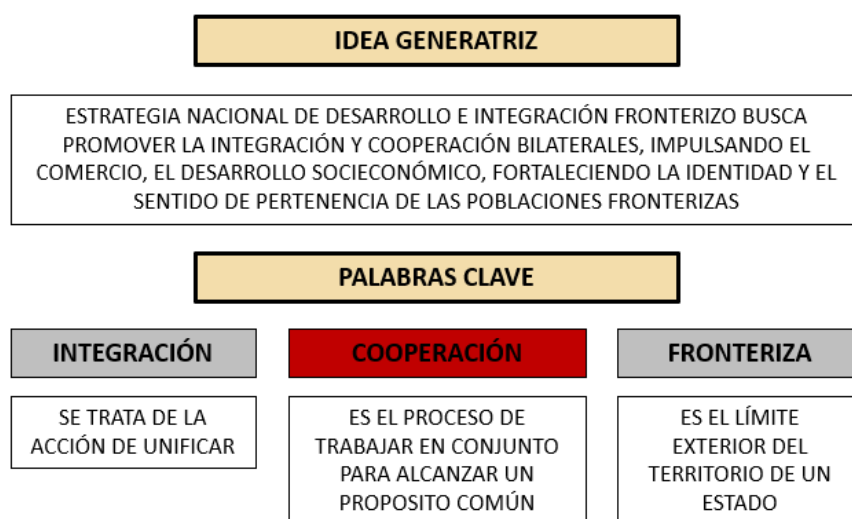 IDEA GENERATRIZ
ESTRATEGIA NACIONAL DE DESARROLLO E INTEGRACIÓN FRONTERIZO BUSCA
PROMOVER LA INTEGRACIÓN Y COOPERACIÓN BILATERALES, IMPULSANDO EL
COMERCIO, EL DESARROLLO SOCIECONÓMICO, FORTALECIENDO LA IDENTIDAD Y EL
SENTIDO DE PERTENENCIA DE LAS POBLACIONES FRONTERIZAS
PALABRAS CLAVE
INTEGRACIÓN
SE TRATA DE LA
ACCIÓN DE UNIFICAR
COOPERACIÓN
ES EL PROCESO DE
TRABAJAR EN CONJUNTO
PARA ALCANZAR UN
PROPOSITO COMÚN
FRONTERIZA
ES EL LÍMITE
EXTERIOR DEL
TERRITORIO DE UN
ESTADO